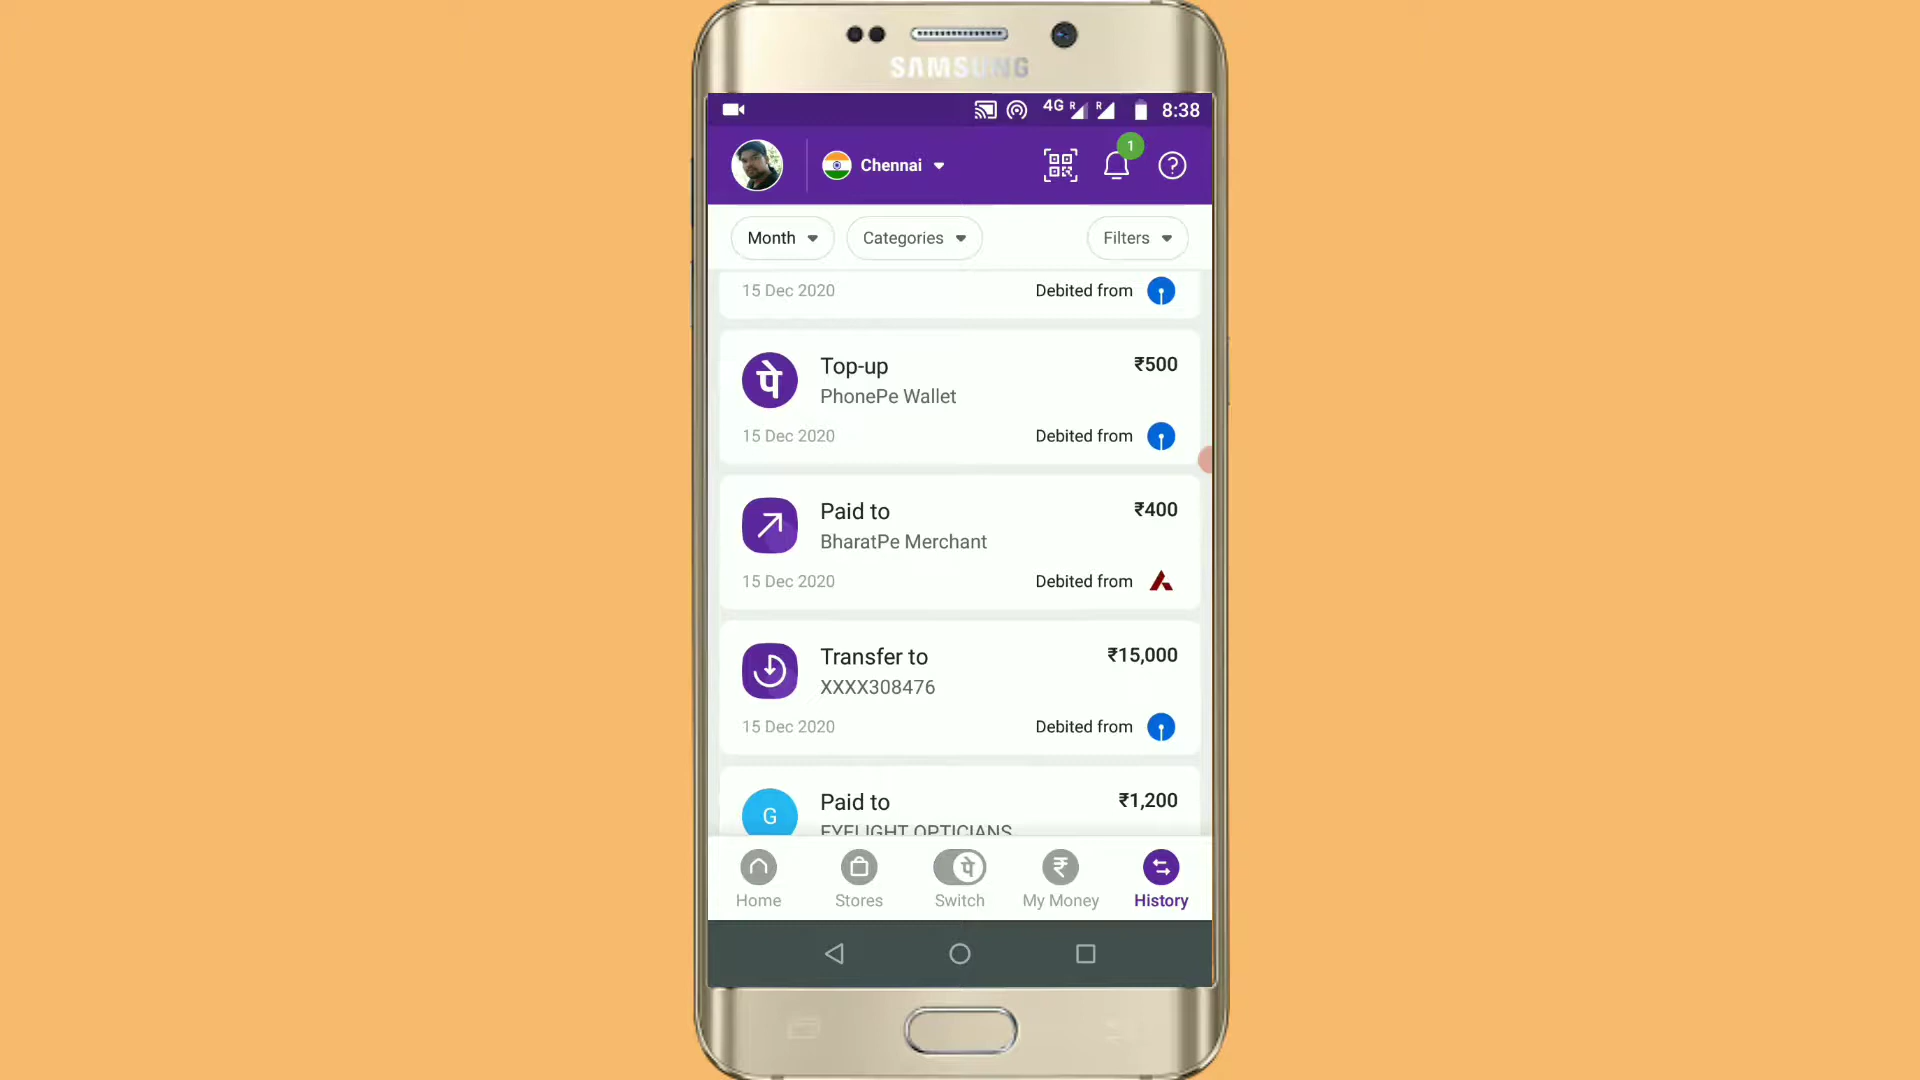 SAMSUNG
4G R R 8:38
Chennai
1
Month
Categories
Filters
15 Dec 2020
Debited from
पे
Top-up
₹500
PhonePe Wallet
15 Dec 2020
Debited from
Paid to
₹400
BharatPe Merchant
15 Dec 2020
Debited from
Transfer to
₹15,000
XXXX308476
15 Dec 2020
Debited from
G
Paid to
₹1,200
EYELIGHT OPTICIANS
पे
₹
Home
Stores
Switch
My Money
History